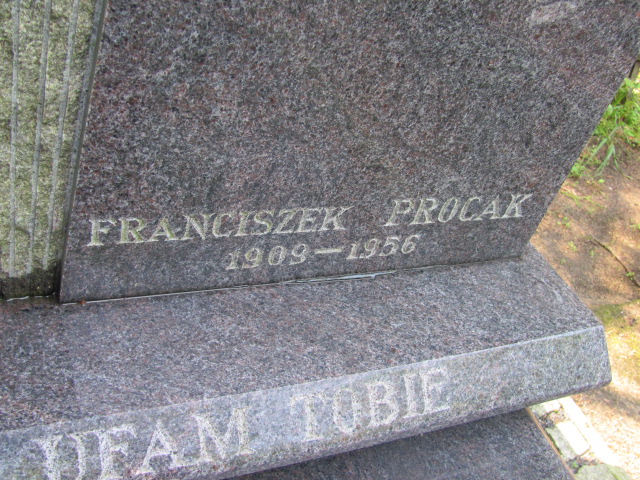 FRANCISZEK PROCAK
1909–1956
UFAM TOBIE